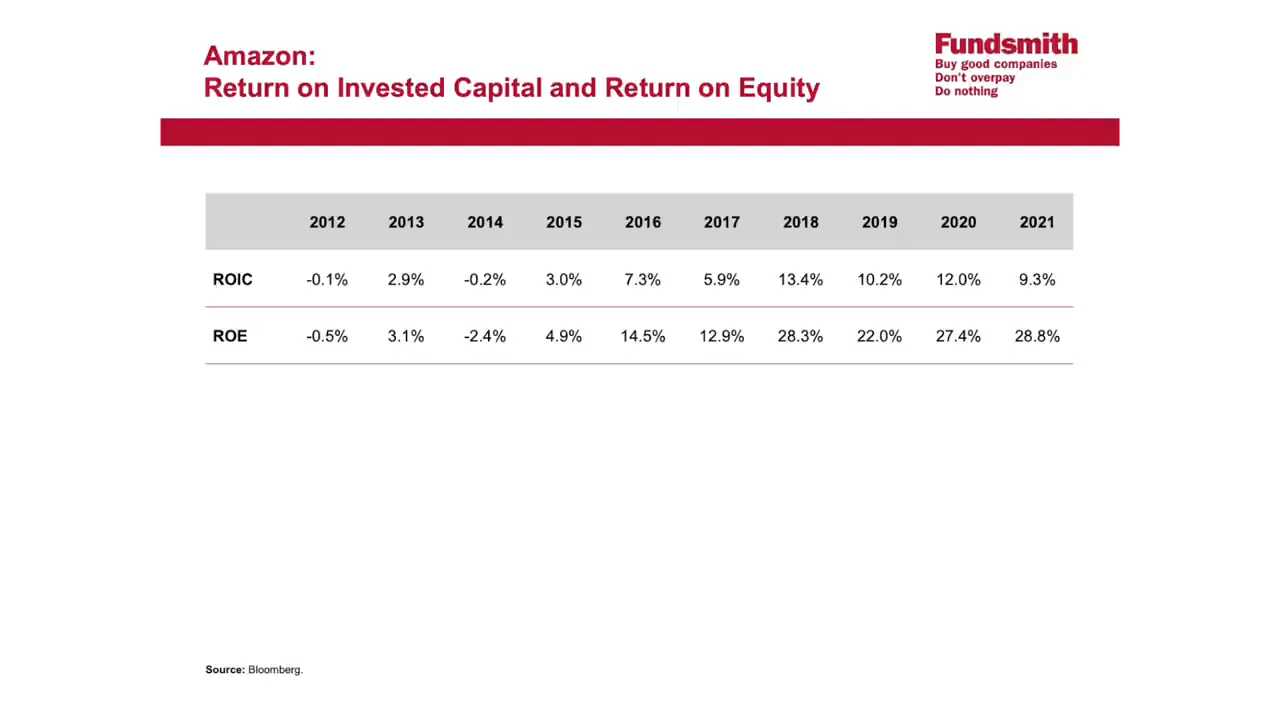 Amazon:
Return on Invested Capital and Return on Equity
Fundsmith
Buy good companies
Don't overpay
Do nothing
2012 2013 2014 2015 2016 2017 2018 2019 2020 2021
ROIC -0.1% 2.9% -0.2% 3.0% 7.3% 5.9% 13.4% 10.2% 12.0% 9.3%
ROE -0.5% 3.1% -2.4% 4.9% 14.5% 12.9% 28.3% 22.0% 27.4% 28.8%
Source: Bloomberg.